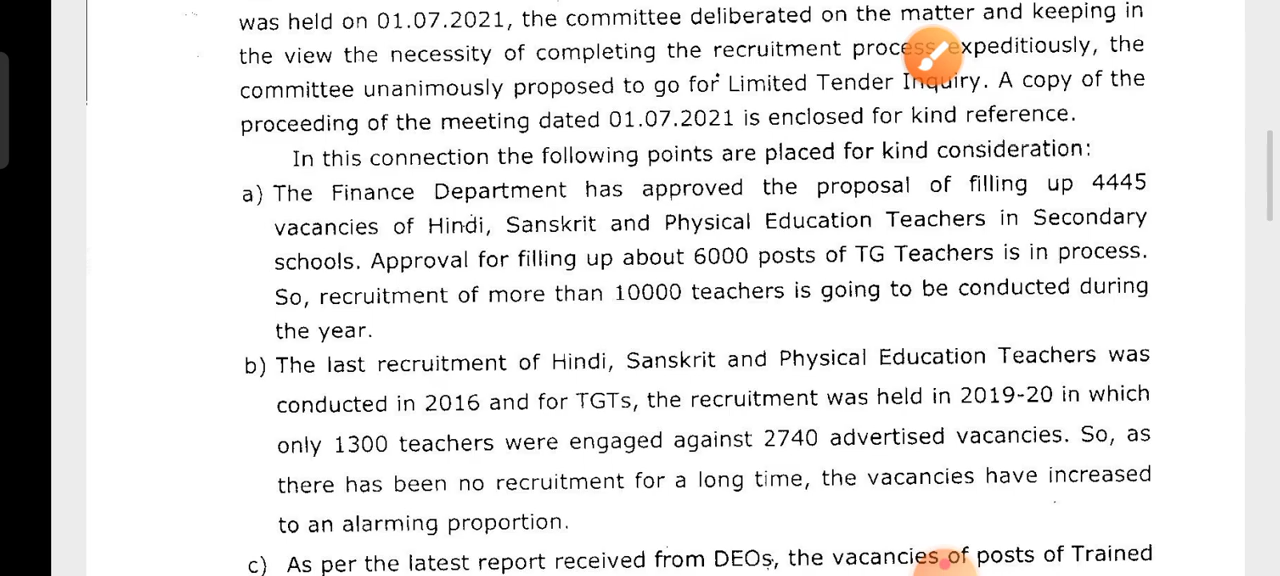 was held on 01.07.2021, the committee deliberated on the matter and keeping in
the view the necessity of completing the recruitment process expeditiously, the
committee unanimously proposed to go for Limited Tender Inquiry. A copy of the
proceeding of the meeting dated 01.07.2021 is enclosed for kind reference.
In this connection the following points are placed for kind consideration:
a) The Finance Department has approved the proposal of filling up 4445
vacancies of Hindi, Sanskrit and Physical Education Teachers in Secondary
schools. Approval for filling up about 6000 posts of TG Teachers is in process.
So, recruitment of more than 10000 teachers is going to be conducted during
the year.
b) The last recruitment of Hindi, Sanskrit and Physical Education Teachers was
conducted in 2016 and for TGTs, the recruitment was held in 2019-20 in which
only 1300 teachers were engaged against 2740 advertised vacancies. So, as
there has been no recruitment for a long time, the vacancies have increased
to an alarming proportion.
c) As per the latest report received from DEOs, the vacancies of posts of Trained